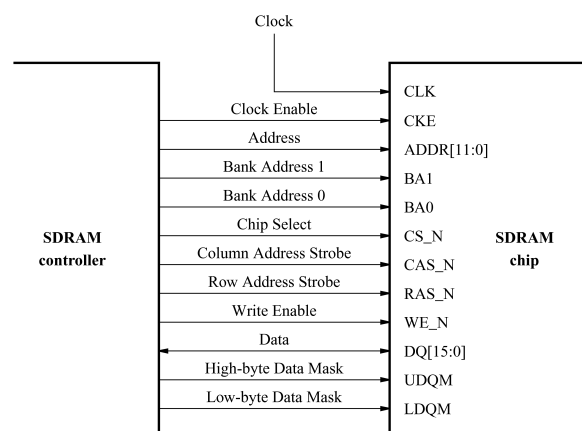 Clock
CLK
Clock Enable
CKE
Address
ADDR[11:0]
Bank Address 1
BA1
Bank Address 0
BA0
Chip Select
CS_N
SDRAM
controller
SDRAM
chip
Column Address Strobe
CAS_N
Row Address Strobe
RAS_N
Write Enable
WE_N
Data
DQ[15:0]
High-byte Data Mask
UDQM
Low-byte Data Mask
LDQM